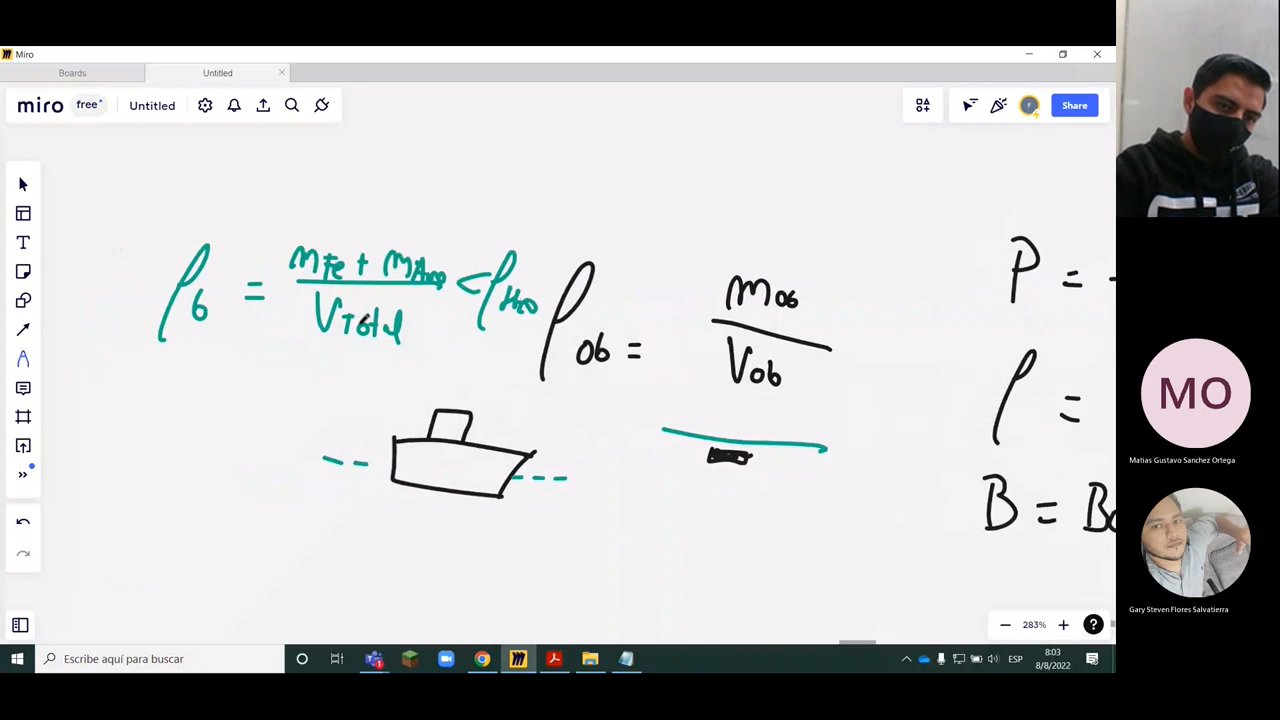 Miro
Boards
Untitled
miro free Untitled
Share
ρ6 = mFe + mAire / VTotal < ρH2O
ρOb = mOb / VOb
P =
ρ =
B =
MO
Matias Gustavo Sanchez Ortega
Gary Steven Flores Salvatierra
283%
Escribe aquí para buscar
ESP
8:03
8/8/2022